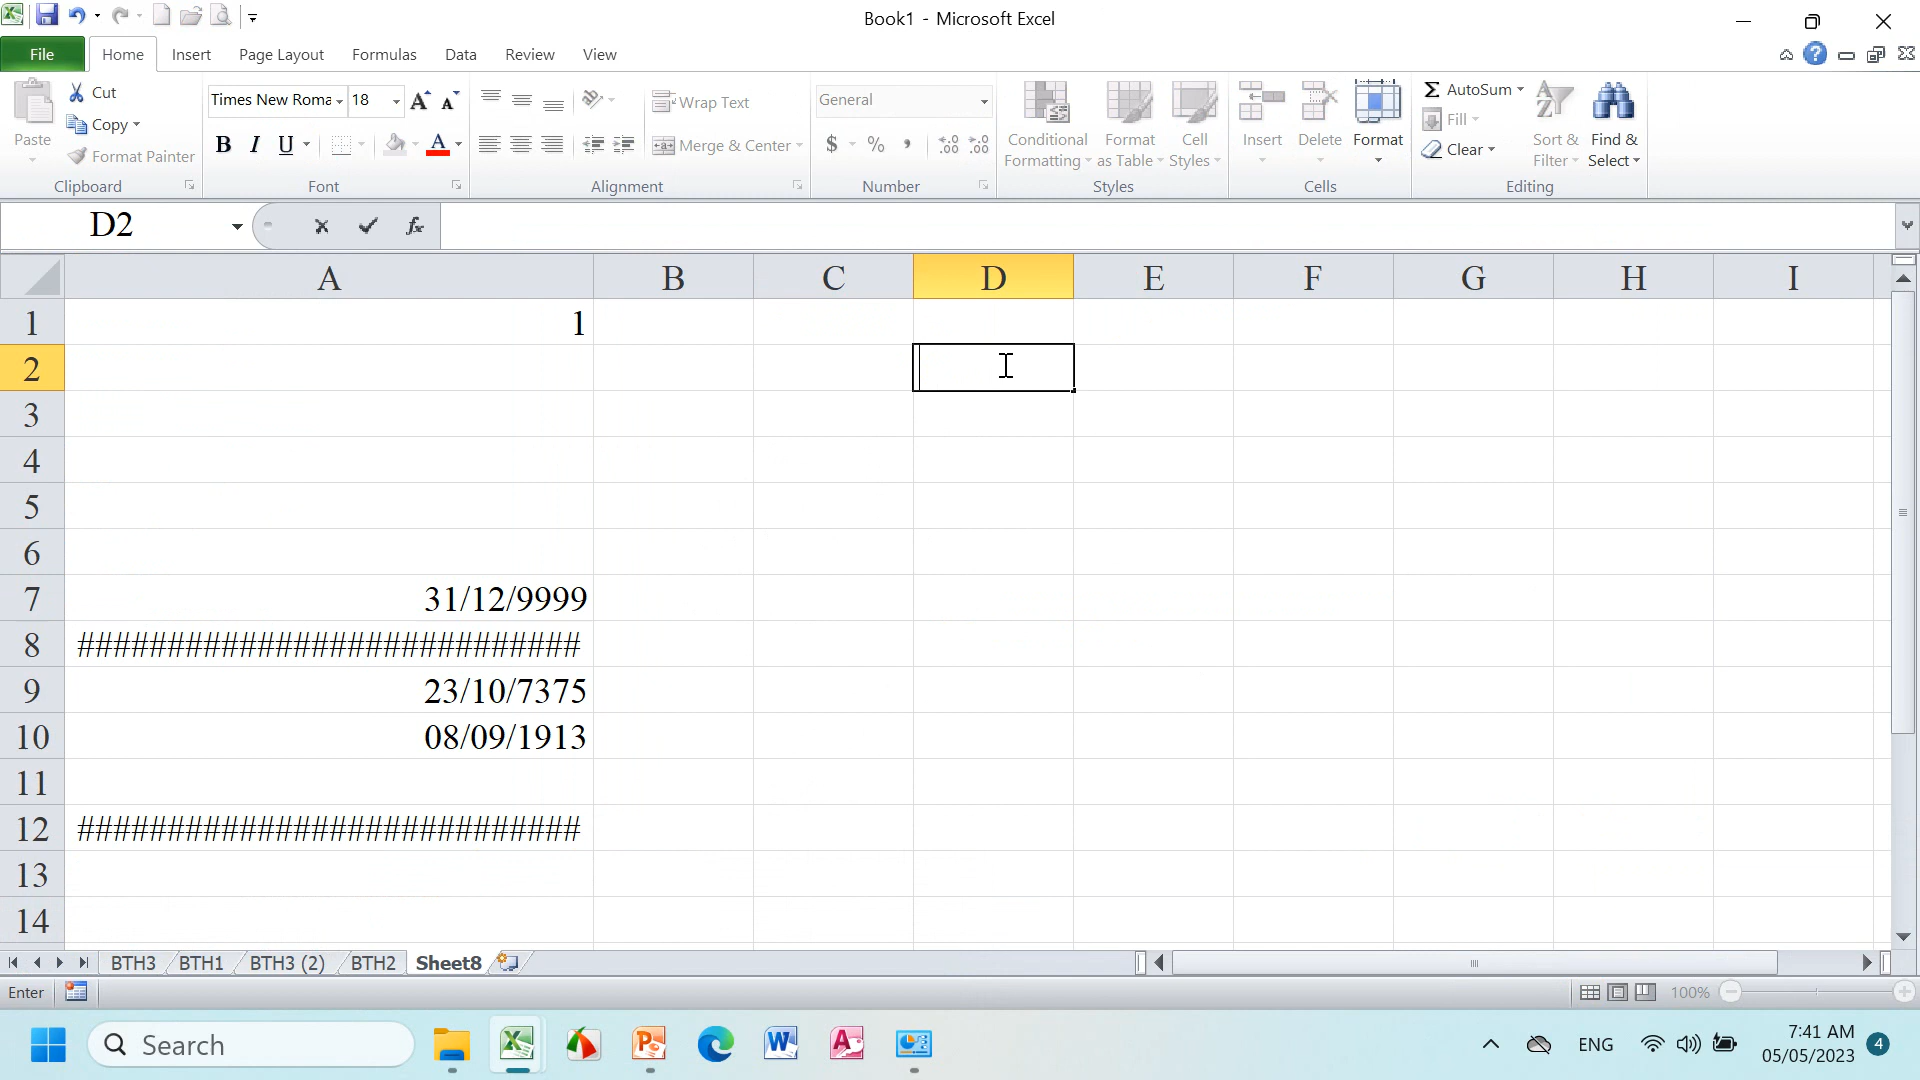 Book1 - Microsoft Excel
File Home Insert Page Layout Formulas Data Review View
Paste
Cut
Copy
Format Painter
Clipboard
Times New Roma 18
B I U
Font
Wrap Text
Merge & Center
Alignment
General
$ % ,
Number
Conditional Formatting
Format as Table
Cell Styles
Styles
Insert
Delete
Format
Cells
AutoSum
Fill
Clear
Sort & Filter
Find & Select
Editing
D2
fx
A B C D E F G H I
1 1
2
3
4
5
6
7 31/12/9999
8 ############################
9 23/10/7375
10 08/09/1913
11
12 ############################
13
14
BTH3 BTH1 BTH3 (2) BTH2 Sheet8
Enter
100%
Search
ENG
7:41 AM
05/05/2023
4